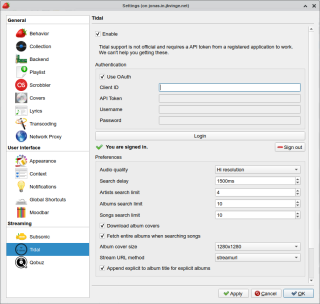 Settings (on jonas.jkvinge.net)
General
Behavior
Collection
Backend
Playlist
Scrobbler
Covers
Lyrics
Transcoding
Network Proxy
User Interface
Appearance
Context
Notifications
Global Shortcuts
Moodbar
Streaming
Subsonic
Tidal
Qobuz
Tidal
Enable
Tidal support is not official and requires a API token from a registered application to work.
We can't help you getting these.
Authentication
Use OAuth
Client ID
API Token
Username
Password
Login
You are signed in.
Sign out
Preferences
Audio quality
Hi resolution
Search delay
1500ms
Artists search limit
4
Albums search limit
10
Songs search limit
10
Download album covers
Fetch entire albums when searching songs
Album cover size
1280x1280
Stream URL method
streamurl
Append explicit to album title for explicit albums
Apply
Cancel
OK